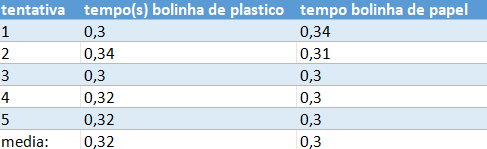 tentativa tempo(s) bolinha de plastico tempo bolinha de papel
1 0,3 0,34
2 0,34 0,31
3 0,3 0,3
4 0,32 0,3
5 0,32 0,3
media: 0,32 0,3